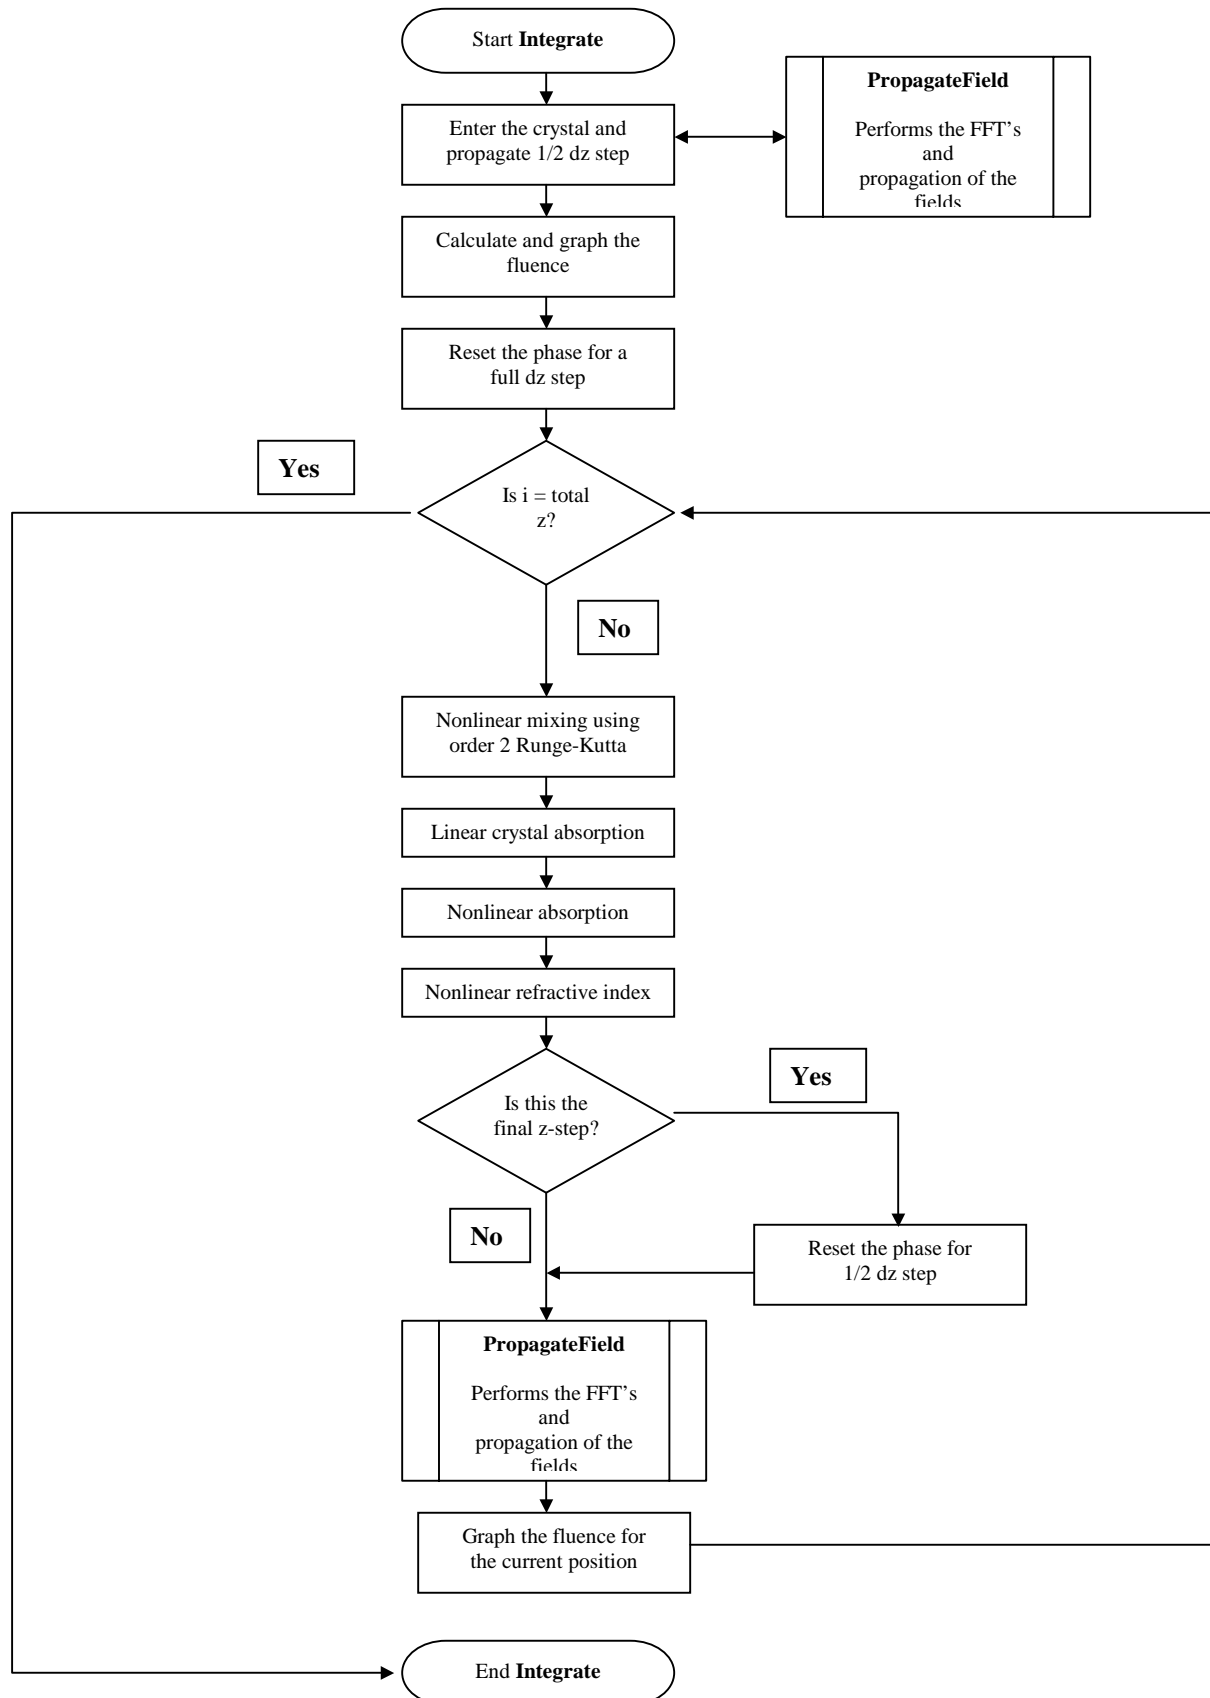 Start Integrate
PropagateField
Enter the crystal and
propagate 1/2 dz step
Performs the FFT's
and
propagation of the
fields
Calculate and graph the
fluence
Reset the phase for a
full dz step
Yes
Is i = total
z?
No
Nonlinear mixing using
order 2 Runge-Kutta
Linear crystal absorption
Nonlinear absorption
Nonlinear refractive index
Is this the
final z-step?
Yes
No
Reset the phase for
1/2 dz step
PropagateField
Performs the FFT's
and
propagation of the
fields
Graph the fluence for
the current position
End Integrate